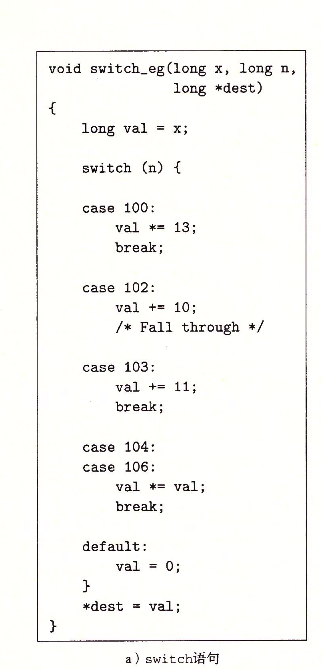 void switch_eg(long x, long n,
               long *dest)
{
    long val = x;

    switch (n) {

    case 100:
        val *= 13;
        break;

    case 102:
        val += 10;
        /* Fall through */

    case 103:
        val += 11;
        break;

    case 104:
    case 106:
        val *= val;
        break;

    default:
        val = 0;
    }
    *dest = val;
}
a）switch语句